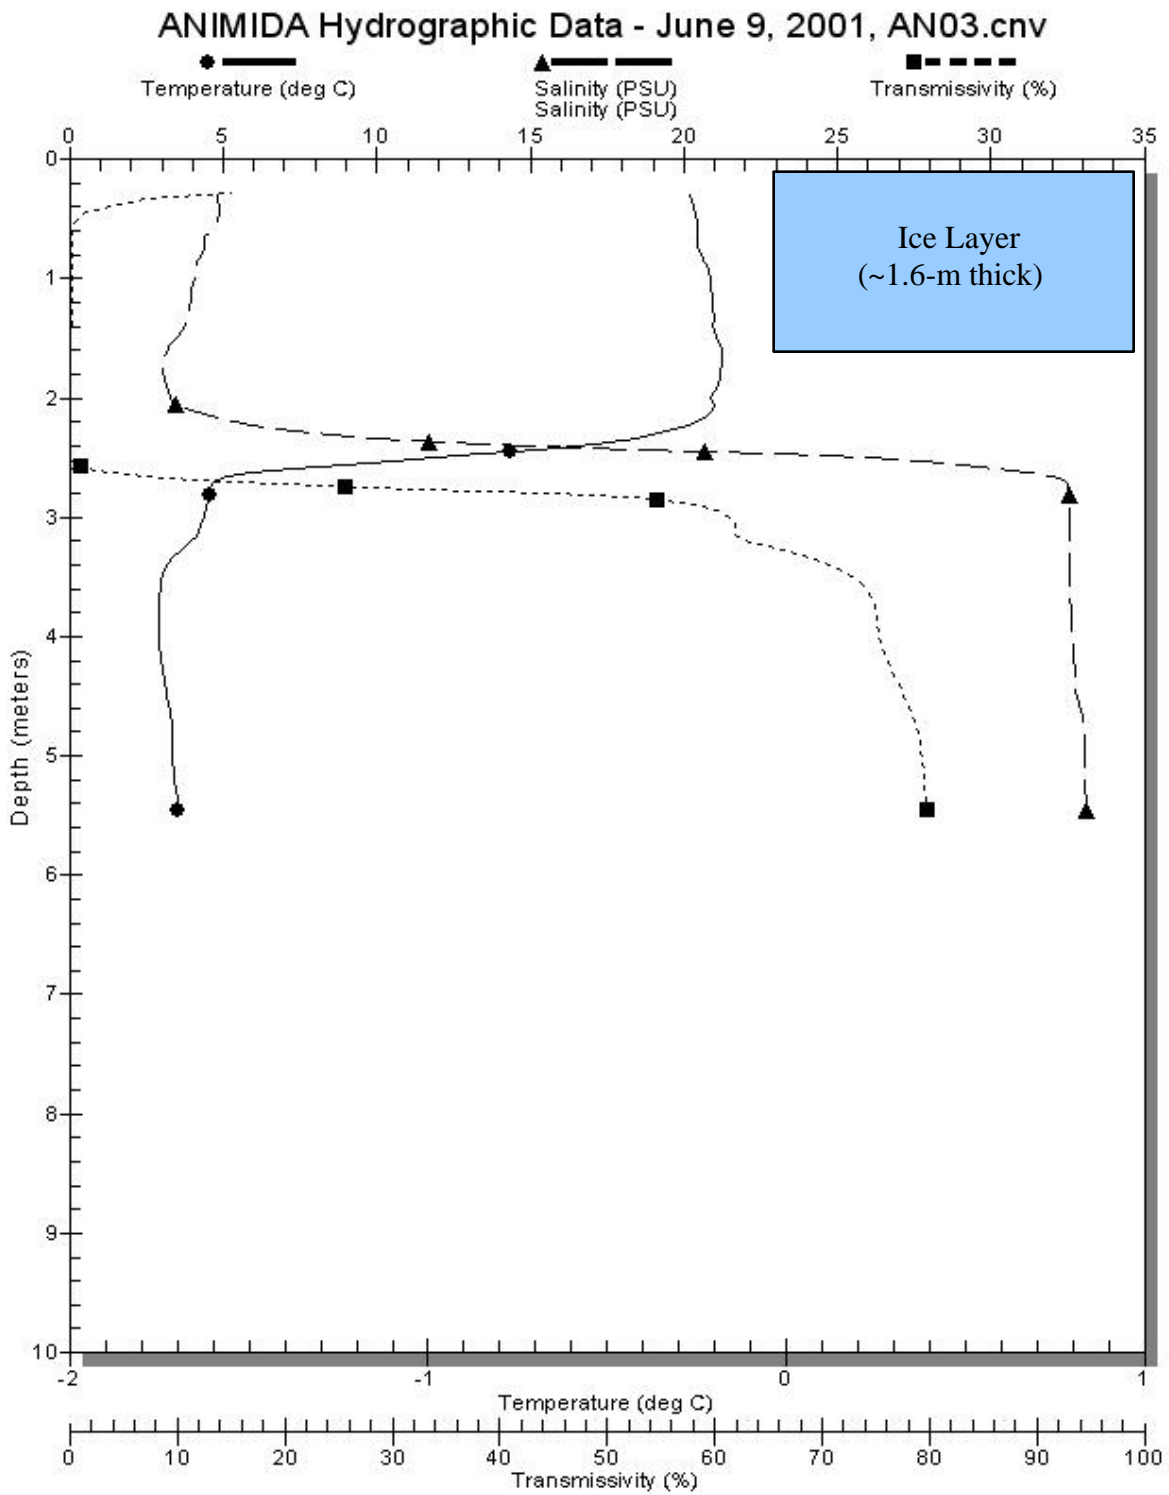 ANIMIDA Hydrographic Data - June 9, 2001, AN03.cnv
Temperature (deg C) Salinity (PSU) Transmissivity (%)
Salinity (PSU)
0 5 10 15 20 25 30 35
0
Ice Layer
(~1.6-m thick)
1
2
3
4
5
6
7
8
9
10
Depth (meters)
-2 -1 0 1
Temperature (deg C)
0 10 20 30 40 50 60 70 80 90 100
Transmissivity (%)